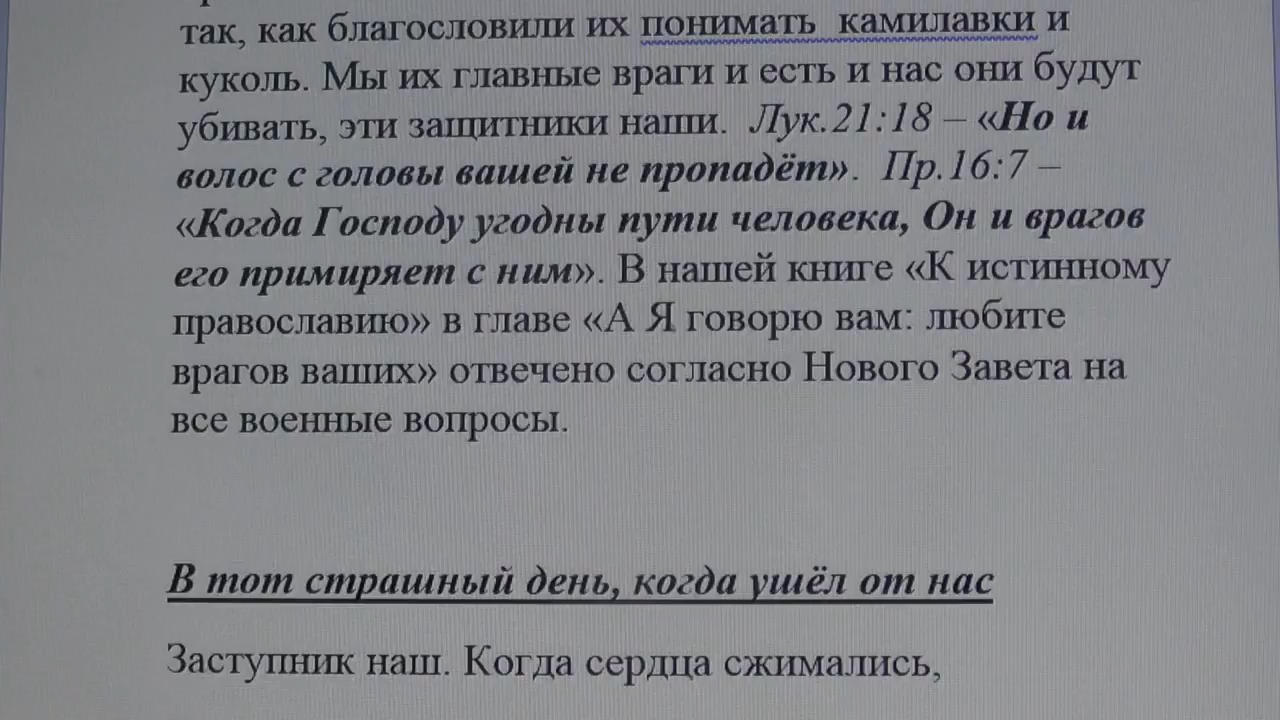 так, как благословили их понимать камилавки и
куколь. Мы их главные враги и есть и нас они будут
убивать, эти защитники наши. Лук.21:18 – «Но и
волос с головы вашей не пропадёт». Пр.16:7 –
«Когда Господу угодны пути человека, Он и врагов
его примиряет с ним». В нашей книге «К истинному
православию» в главе «А Я говорю вам: любите
врагов ваших» отвечено согласно Нового Завета на
все военные вопросы.
В тот страшный день, когда ушёл от нас
Заступник наш. Когда сердца сжимались,